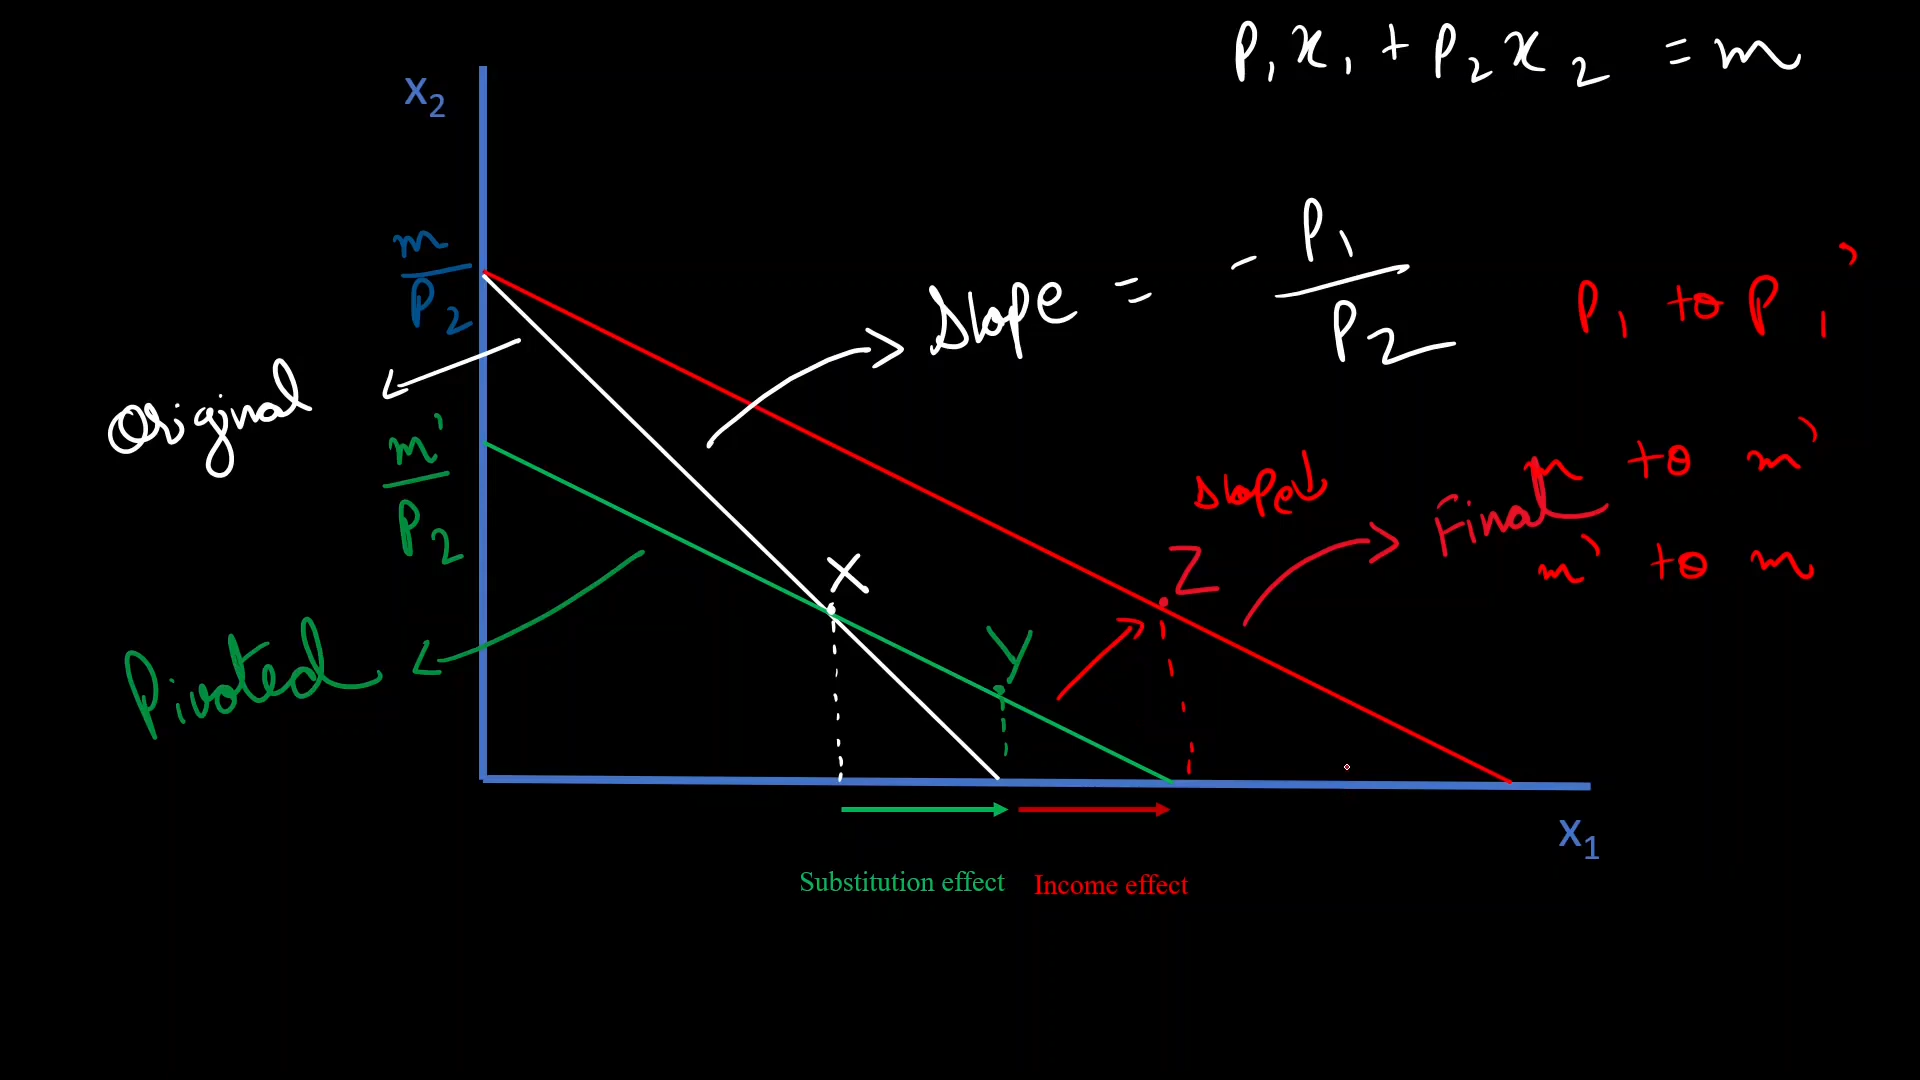 P₁x₁ + P₂x₂ = m
X₂
m
P₂
Slope = - P₁
P₂
P₁ to P₁'
Original
m'
P₂
Slope↓
m to m'
Final
m' to m
X
Z
Y
Pivoted
X₁
Substitution effect
Income effect